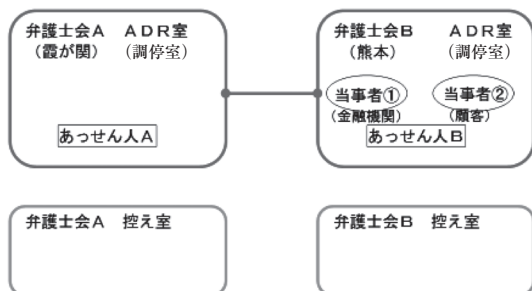 弁護士会A ADR室
(霞が関) (調停室)
あっせん人A
弁護士会B ADR室
(熊本) (調停室)
当事者① 当事者②
(金融機関) (顧客)
あっせん人B
弁護士会A 控え室
弁護士会B 控え室